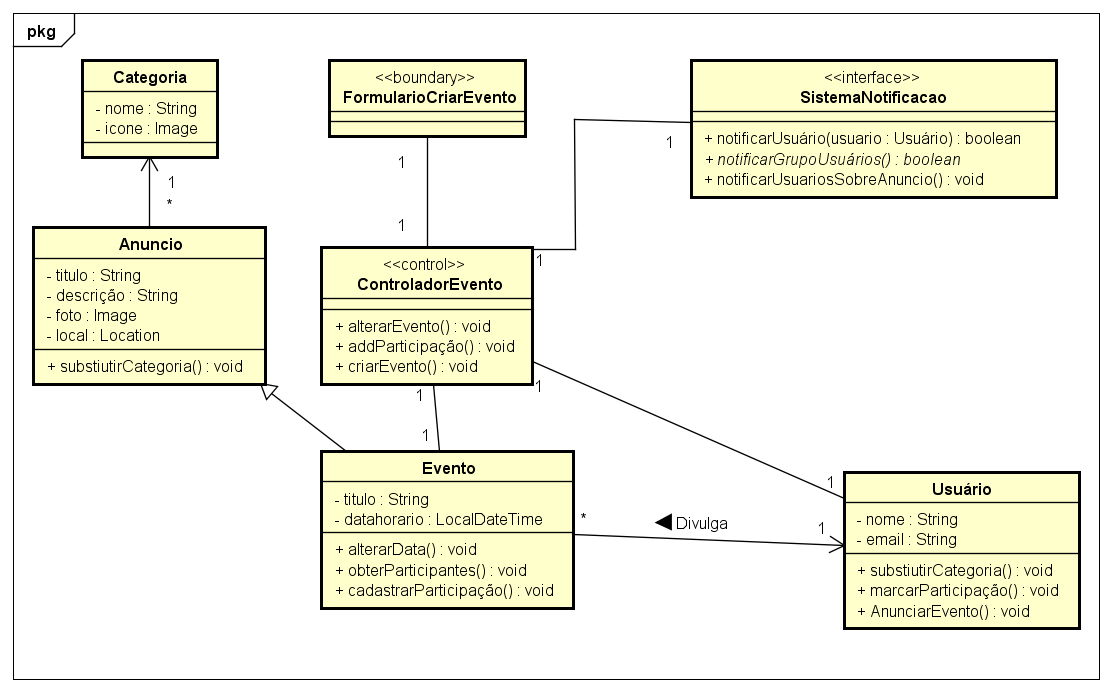 pkg
Categoria
- nome : String
- icone : Image
1
*
Anuncio
- titulo : String
- descrição : String
- foto : Image
- local : Location
+ substiutirCategoria() : void
<<boundary>>
FormularioCriarEvento
1
1
<<control>>
ControladorEvento
+ alterarEvento() : void
+ addParticipação() : void
+ criarEvento() : void
<<interface>>
SistemaNotificacao
+ notificarUsuário(usuario : Usuário) : boolean
+ notificarGrupoUsuários() : boolean
+ notificarUsuariosSobreAnuncio() : void
1
1
1
1
1
1
Evento
- titulo : String
- datahorario : LocalDateTime
+ alterarData() : void
+ obterParticipantes() : void
+ cadastrarParticipação() : void
*
◀ Divulga
1
Usuário
- nome : String
- email : String
+ substiutirCategoria() : void
+ marcarParticipação() : void
+ AnunciarEvento() : void